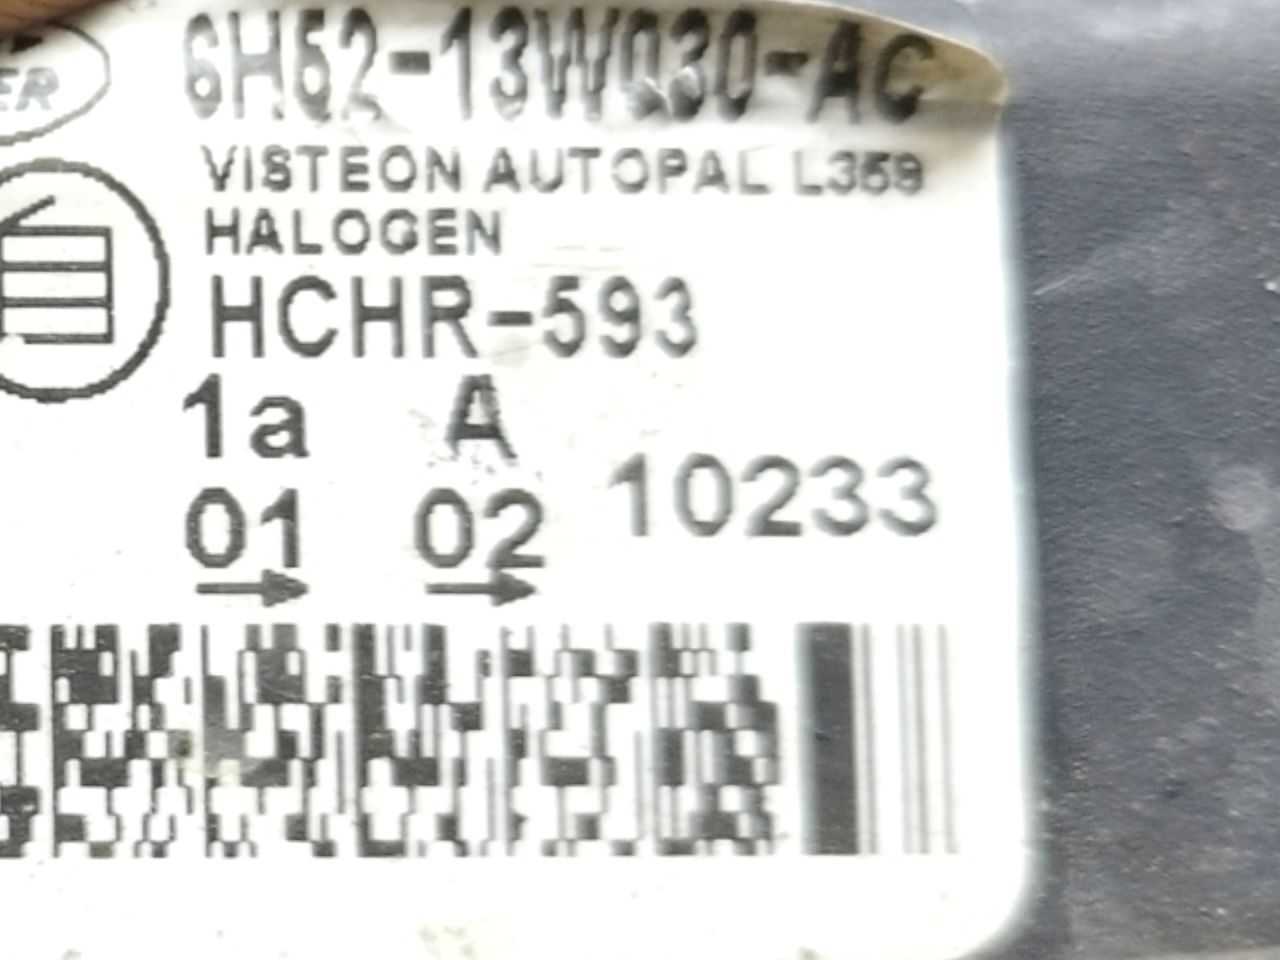 6H52-13W030-AC
VISTEON AUTOPAL L359
HALOGEN
HCHR-593
1a A
01 02 10233